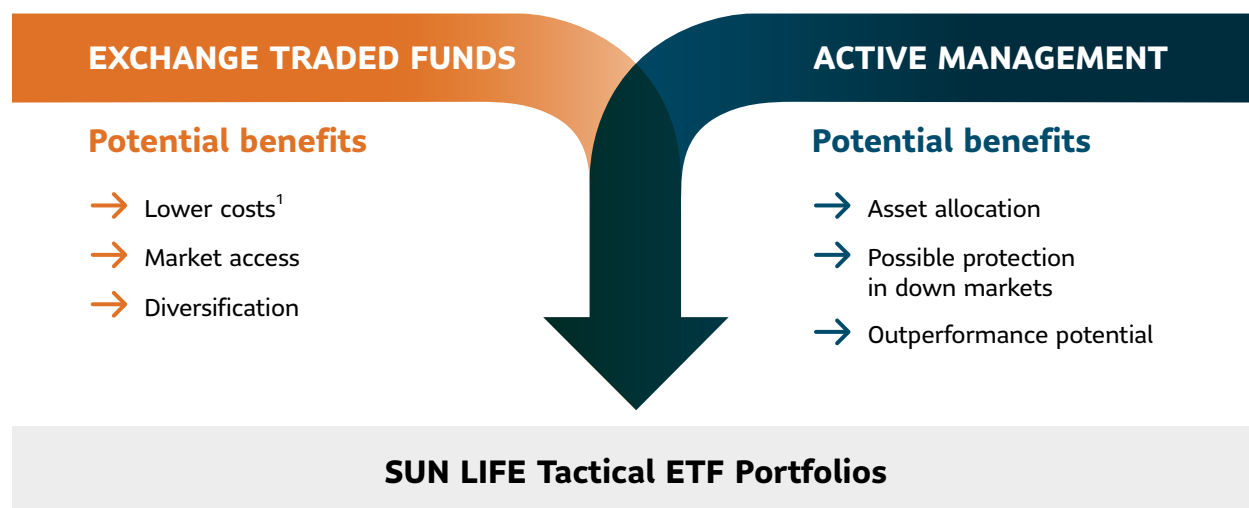 EXCHANGE TRADED FUNDS
Potential benefits
Lower costs¹
Market access
Diversification
ACTIVE MANAGEMENT
Potential benefits
Asset allocation
Possible protection
in down markets
Outperformance potential
SUN LIFE Tactical ETF Portfolios